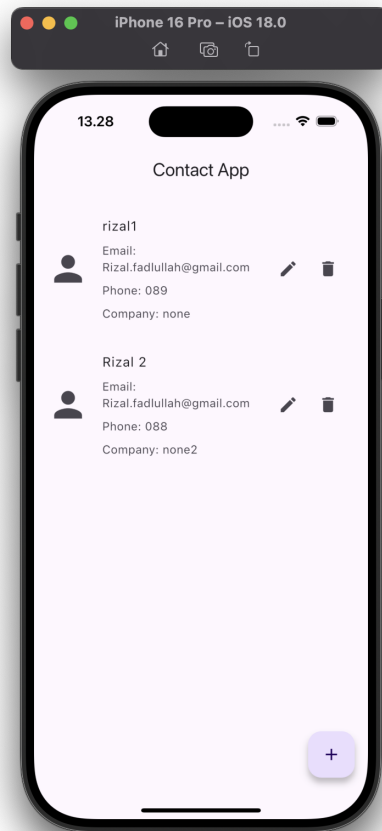 iPhone 16 Pro – iOS 18.0
13.28
Contact App
rizal1
Email:
Rizal.fadlullah@gmail.com
Phone: 089
Company: none
Rizal 2
Email:
Rizal.fadlullah@gmail.com
Phone: 088
Company: none2